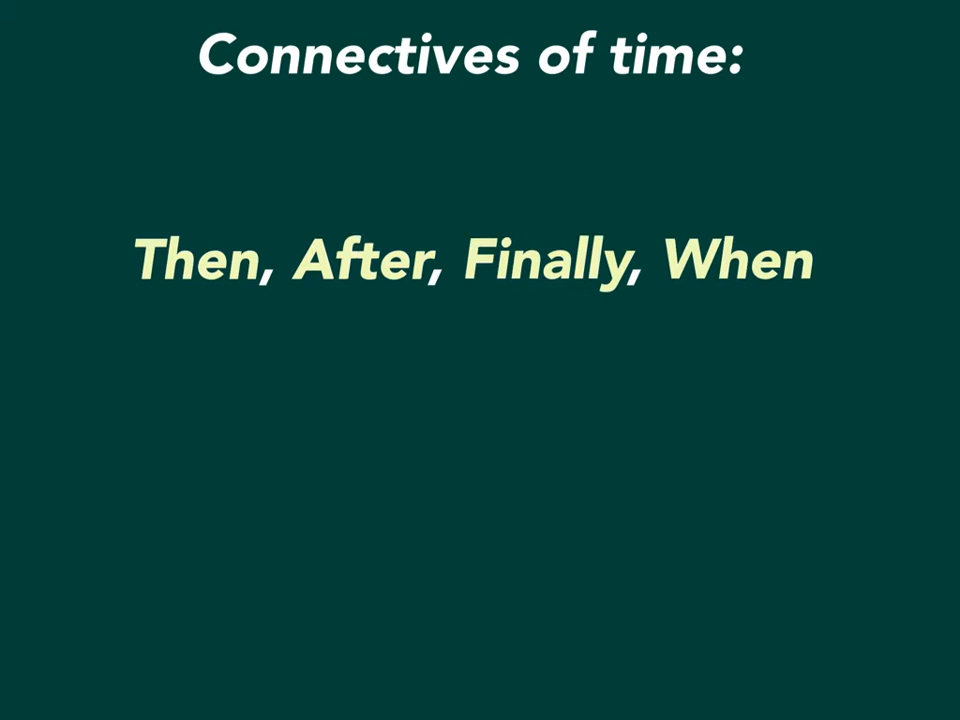 Connectives of time:
Then, After, Finally, When